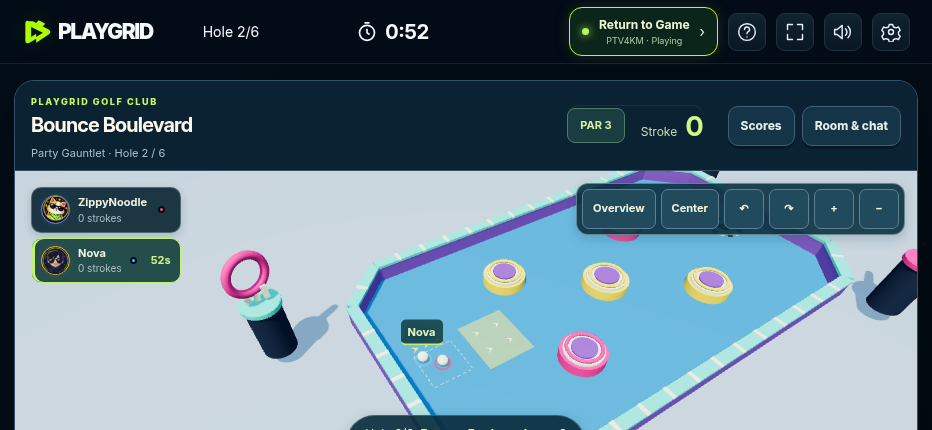 PLAYGRID
Hole 2/6
0:52
Return to Game
PTV4KM · Playing
PLAYGRID GOLF CLUB
Bounce Boulevard
Party Gauntlet · Hole 2 / 6
PAR 3
Stroke 0
Scores
Room & chat
ZippyNoodle
0 strokes
Nova
0 strokes
52s
Overview
Center
↶
↷
+
−
Nova